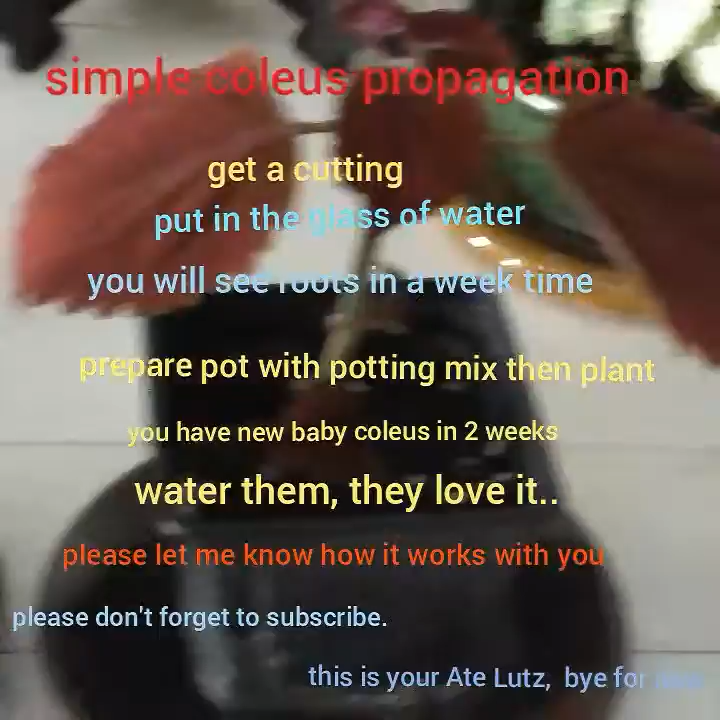 simple coleus propagation
get a cutting
put in the glass of water
you will see roots in a week time
prepare pot with potting mix then plant
you have new baby coleus in 2 weeks
water them, they love it..
please let me know how it works with you
please don't forget to subscribe.
this is your Ate Lutz, bye for now